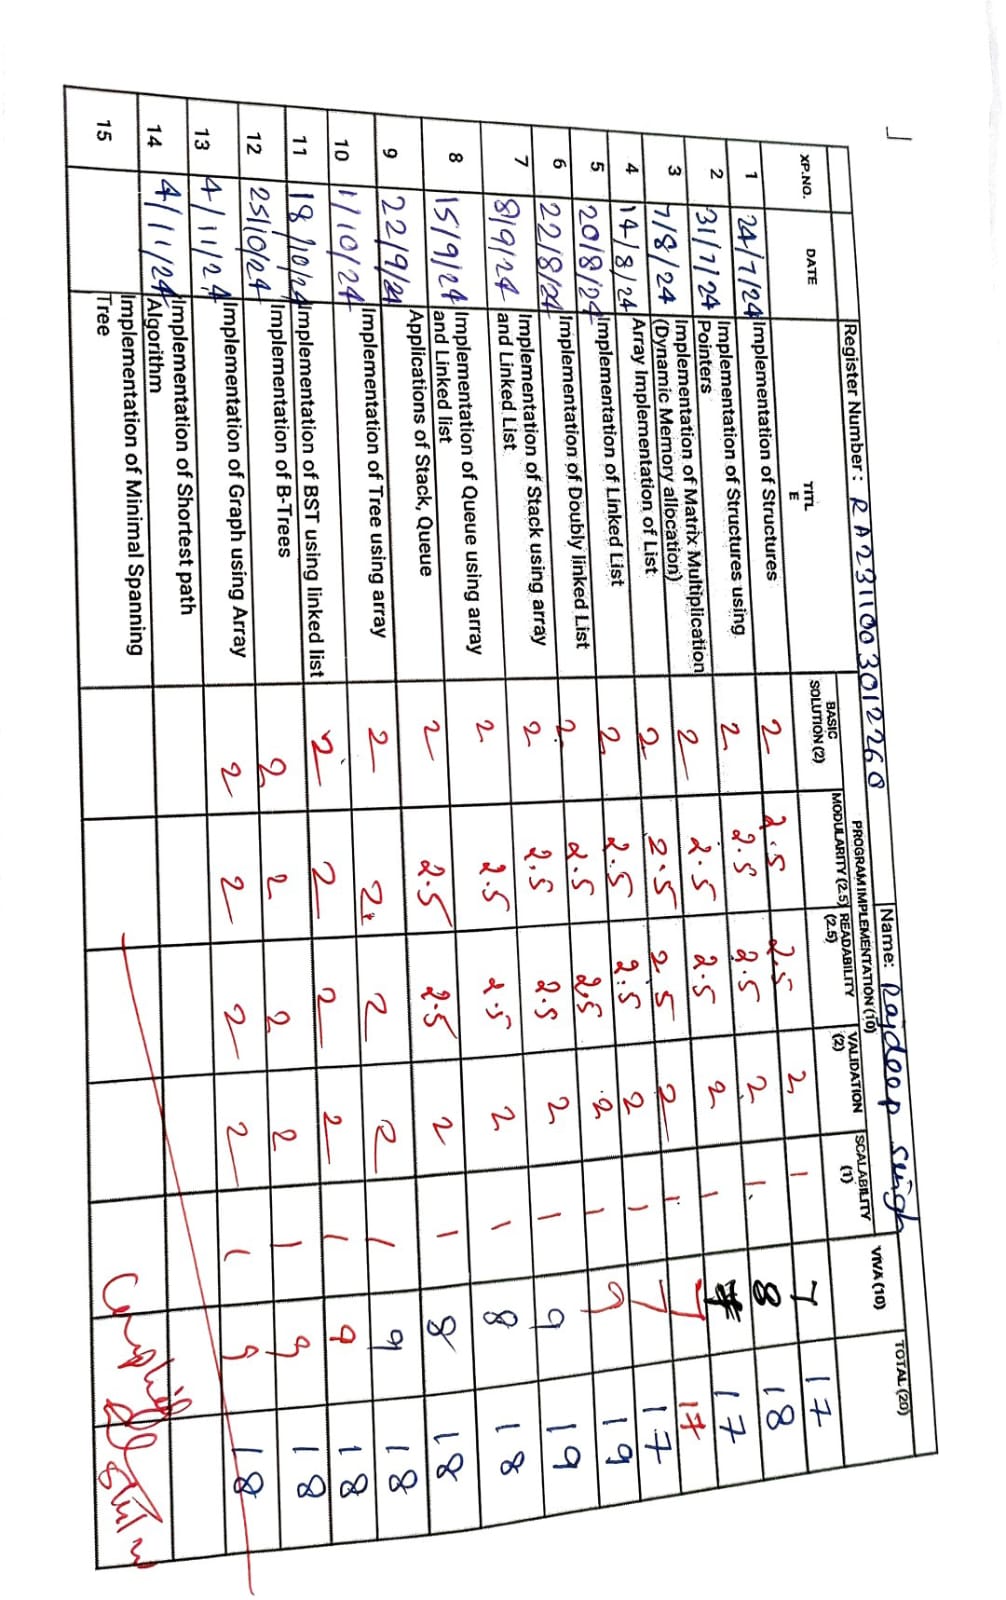 Register Number : RA2311003012260 Name: Rajdeep Singh
XP.NO. DATE TITL E PROGRAM IMPLEMENTATION (10) VIVA (10) TOTAL (20)
BASIC SOLUTION (2) MODULARITY (2.5) READABILITY (2.5) VALIDATION (2) SCALABILITY (1)
1 24/7/24 Implementation of Structures 2 2.5 2.5 2 1 7 17
2 31/7/24 Implementation of Structures using Pointers 2 2.5 2.5 2 1. 8 18
3 7/8/24 Implementation of Matrix Multiplication (Dynamic Memory allocation) 2 2.5 2.5 2 1 7 17
4 14/8/24 Array Implementation of List 2 2.5 2.5 2 1 7 17
5 20/8/24 Implementation of Linked List 2 2.5 2.5 2 1 7 17
6 22/8/24 Implementation of Doubly linked List 2 2.5 2.5 2 1 9 19
7 8/9/24 Implementation of Stack using array and Linked List 2 2.5 2.5 2 1 9 19
8 15/9/24 Implementation of Queue using array and Linked list 2 2.5 2.5 2 1 8 18
9 22/9/24 Applications of Stack, Queue 2 2.5 2.5 2 1 8 18
10 1/10/24 Implementation of Tree using array 2 2 2 2 1 9 18
11 18/10/24 Implementation of BST using linked list 2 2 2 2 1 9 18
12 25/10/24 Implementation of B-Trees 2 2 2 2 1 9 18
13 4/11/24 Implementation of Graph using Array 2 2 2 2 1 9 18
14 4/11/24 Implementation of Shortest path Algorithm
15 Implementation of Minimal Spanning Tree